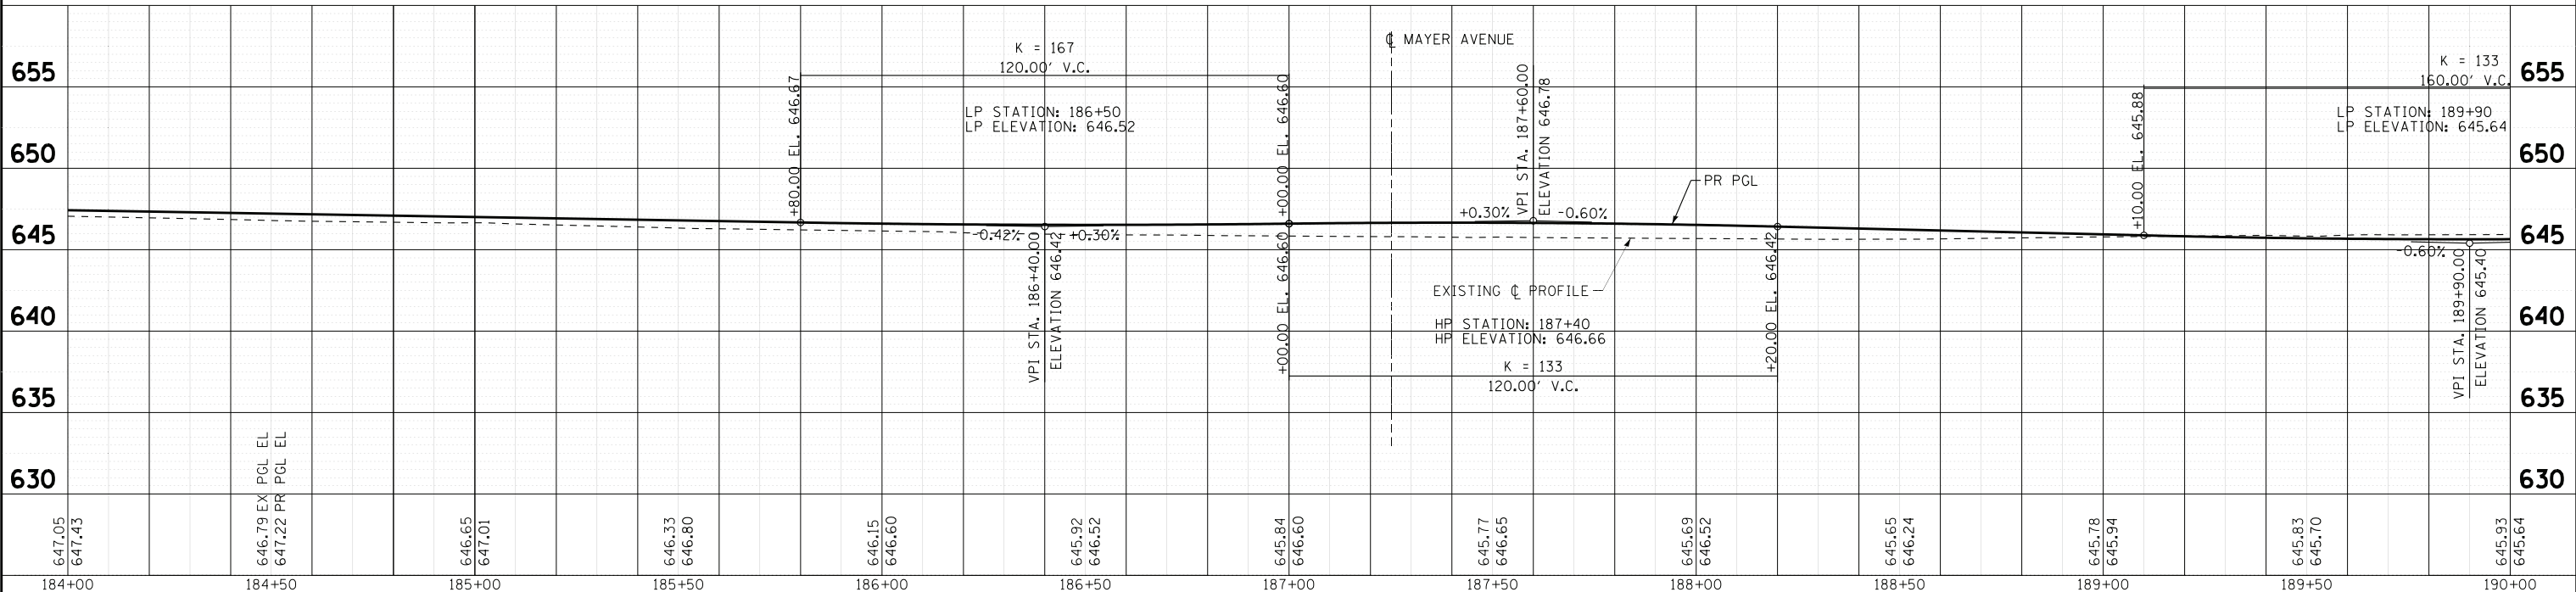 K = 167
120.00' V.C.
℄ MAYER AVENUE
K = 133
160.00' V.C.
655
655
LP STATION: 186+50
LP ELEVATION: 646.52
LP STATION: 189+90
LP ELEVATION: 645.64
+80.00 EL. 646.67
+00.00 EL. 646.60
VPI STA. 187+60.00
ELEVATION 646.78
+10.00 EL. 645.88
650
650
PR PGL
+0.30%
-0.60%
645
645
-0.42%
+0.30%
-0.60%
VPI STA. 186+40.00
ELEVATION 646.42
+00.00 EL. 646.60
+20.00 EL. 646.42
VPI STA. 189+90.00
ELEVATION 645.40
EXISTING ℄ PROFILE
640
640
HP STATION: 187+40
HP ELEVATION: 646.66
K = 133
120.00' V.C.
635
635
630
630
647.05
647.43
646.79 EX PGL EL
647.22 PR PGL EL
646.65
647.01
646.33
646.80
646.15
646.60
645.92
646.52
645.84
646.60
645.77
646.65
645.69
646.52
645.65
646.24
645.78
645.94
645.83
645.70
645.93
645.64
184+00
184+50
185+00
185+50
186+00
186+50
187+00
187+50
188+00
188+50
189+00
189+50
190+00